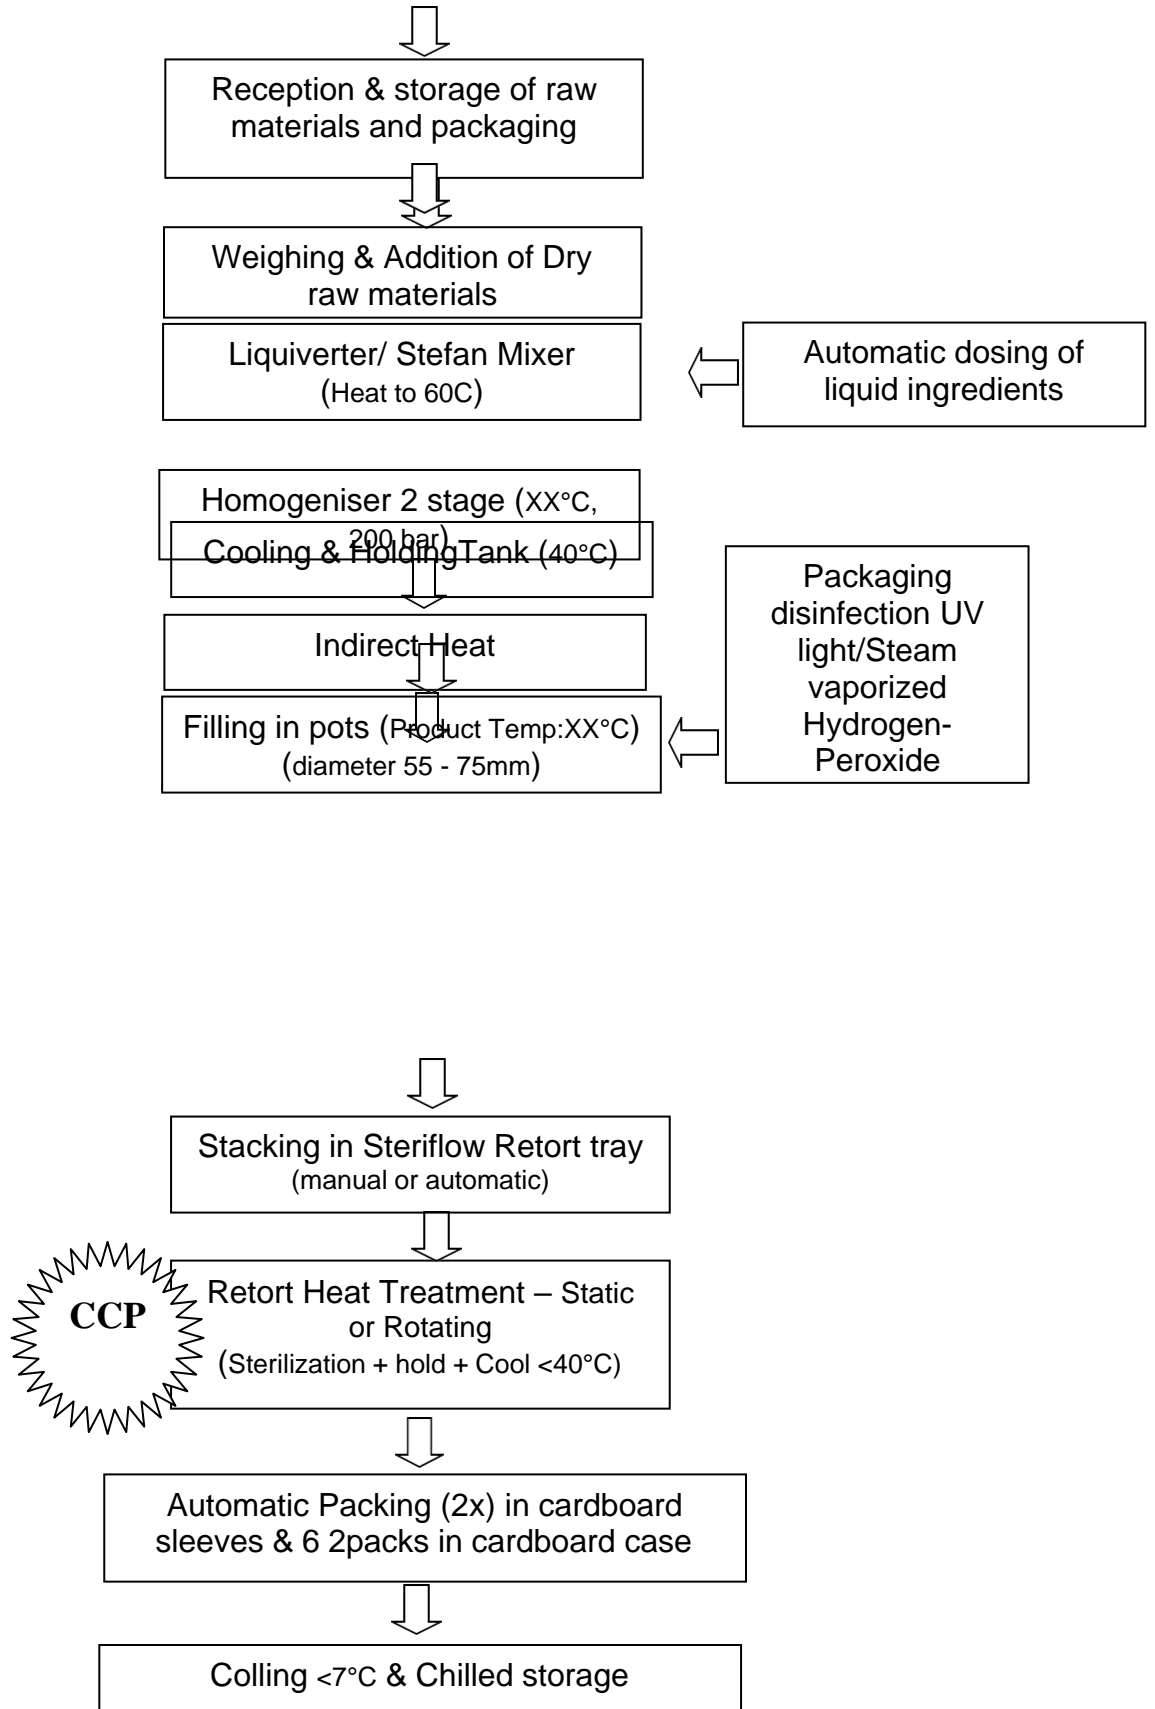 Reception & storage of raw
materials and packaging
Weighing & Addition of Dry
raw materials
Liquiverter/ Stefan Mixer
(Heat to 60C)
Automatic dosing of
liquid ingredients
Homogeniser 2 stage (XX°C,
200 bar)
Cooling & HoldingTank (40°C)
Indirect Heat
Filling in pots (Product Temp:XX°C)
(diameter 55 - 75mm)
Packaging
disinfection UV
light/Steam
vaporized
Hydrogen-
Peroxide
Stacking in Steriflow Retort tray
(manual or automatic)
CCP
Retort Heat Treatment – Static
or Rotating
(Sterilization + hold + Cool <40°C)
Automatic Packing (2x) in cardboard
sleeves & 6 2packs in cardboard case
Colling <7°C & Chilled storage